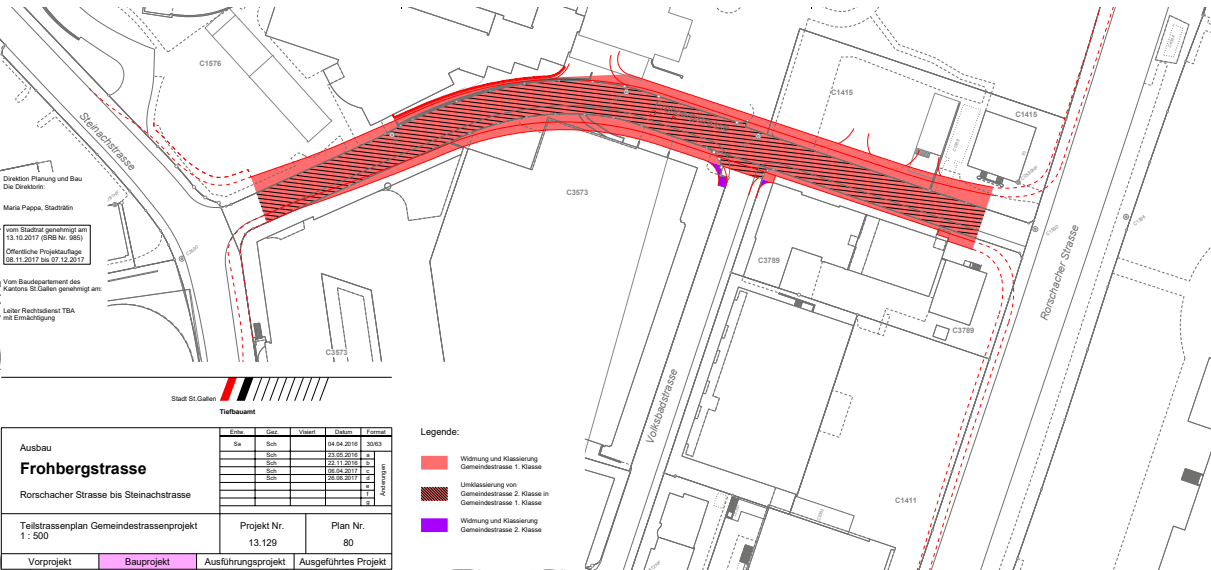 C1576
Steinachstrasse
C1415
C1415
C3573
C3789
C3789
C3573
C1411
Rorschacher Strasse
Volksbadstrasse
Direktion Planung und Bau
Die Direktorin:
Maria Pappa, Stadträtin
vom Stadtrat genehmigt am
13.10.2017 (SRB Nr. 985)
Öffentliche Projektauflage
08.11.2017 bis 07.12.2017
Vom Baudepartement des
Kantons St.Gallen genehmigt am:
Leiter Rechtsdienst TBA
mit Ermächtigung
Stadt St.Gallen
Tiefbauamt
Ausbau
Frohbergstrasse
Rorschacher Strasse bis Steinachstrasse
Entw. Gez. Visiert Datum Format
Sa Sch 04.04.2016 30/63
Sch 23.05.2016 a
Sch 22.11.2016 b
Sch 06.04.2017 c
Sch 26.06.2017 d
e
f
g
Änderungen
Teilstrassenplan Gemeindestrassenprojekt
1 : 500
Projekt Nr.
13.129
Plan Nr.
80
Vorprojekt Bauprojekt Ausführungsprojekt Ausgeführtes Projekt
Legende:
Widmung und Klassierung
Gemeindestrasse 1. Klasse
Umklassierung von
Gemeindestrasse 2. Klasse in
Gemeindestrasse 1. Klasse
Widmung und Klassierung
Gemeindestrasse 2. Klasse